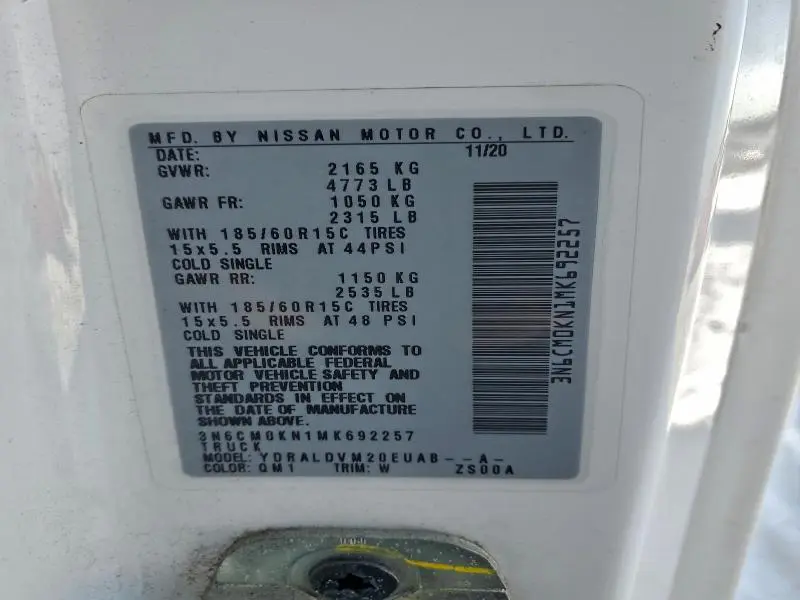 MFD. BY NISSAN MOTOR CO., LTD.
DATE: 11/20
GVWR: 2165 KG
4773 LB
GAWR FR: 1050 KG
2315 LB
WITH 185/60R15C TIRES
15x5.5 RIMS AT 44PSI
COLD SINGLE
GAWR RR: 1150 KG
2535 LB
WITH 185/60R15C TIRES
15x5.5 RIMS AT 48 PSI
COLD SINGLE
THIS VEHICLE CONFORMS TO
ALL APPLICABLE FEDERAL
MOTOR VEHICLE SAFETY AND
THEFT PREVENTION
STANDARDS IN EFFECT ON
THE DATE OF MANUFACTURE
SHOWN ABOVE.
3N6CM0KN1MK692257
TRUCK
MODEL: YDRALDVM20EUAB--A-
COLOR: QM1 TRIM: W ZS00A
3N6CM0KN1MK692257